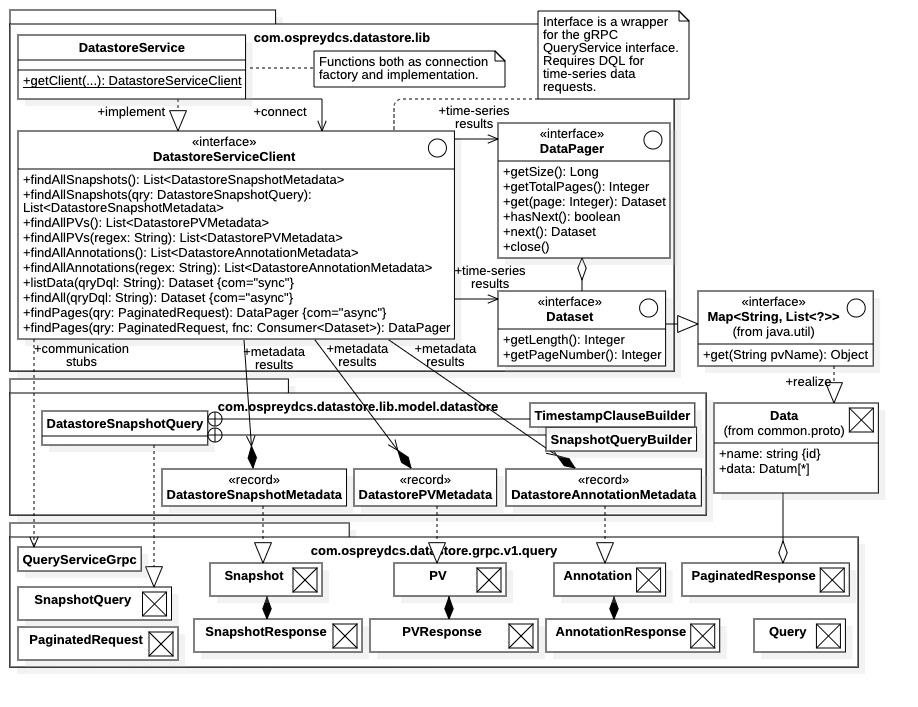 com.ospreydcs.datastore.lib
DatastoreService
+getClient(...): DatastoreServiceClient
Functions both as connection
factory and implementation.
Interface is a wrapper
for the gRPC
QueryService interface.
Requires DQL for
time-series data
requests.
+implement
+connect
+time-series
results
«interface»
DatastoreServiceClient
+findAllSnapshots(): List<DatastoreSnapshotMetadata>
+findAllSnapshots(qry: DatastoreSnapshotQuery):
List<DatastoreSnapshotMetadata>
+findAllPVs(): List<DatastorePVMetadata>
+findAllPVs(regex: String): List<DatastorePVMetadata>
+findAllAnnotations(): List<DatastoreAnnotationMetadata>
+findAllAnnotations(regex: String): List<DatastoreAnnotationMetadata>
+listData(qryDql: String): Dataset {com="sync"}
+findAll(qryDql: String): Dataset {com="async"}
+findPages(qry: PaginatedRequest): DataPager {com="async"}
+findPages(qry: PaginatedRequest, fnc: Consumer<Dataset>): DataPager
«interface»
DataPager
+getSize(): Long
+getTotalPages(): Integer
+get(page: Integer): Dataset
+hasNext(): boolean
+next(): Dataset
+close()
+time-series
results
«interface»
Dataset
+getLength(): Integer
+getPageNumber(): Integer
«interface»
Map<String, List<?>>
(from java.util)
+get(String pvName): Object
+communication
stubs
+metadata
results
+metadata
results
+metadata
results
+realize
com.ospreydcs.datastore.lib.model.datastore
DatastoreSnapshotQuery
TimestampClauseBuilder
SnapshotQueryBuilder
Data
(from common.proto)
+name: string {id}
+data: Datum[*]
«record»
DatastoreSnapshotMetadata
«record»
DatastorePVMetadata
«record»
DatastoreAnnotationMetadata
com.ospreydcs.datastore.grpc.v1.query
QueryServiceGrpc
Snapshot
PV
Annotation
PaginatedResponse
SnapshotQuery
PaginatedRequest
SnapshotResponse
PVResponse
AnnotationResponse
Query